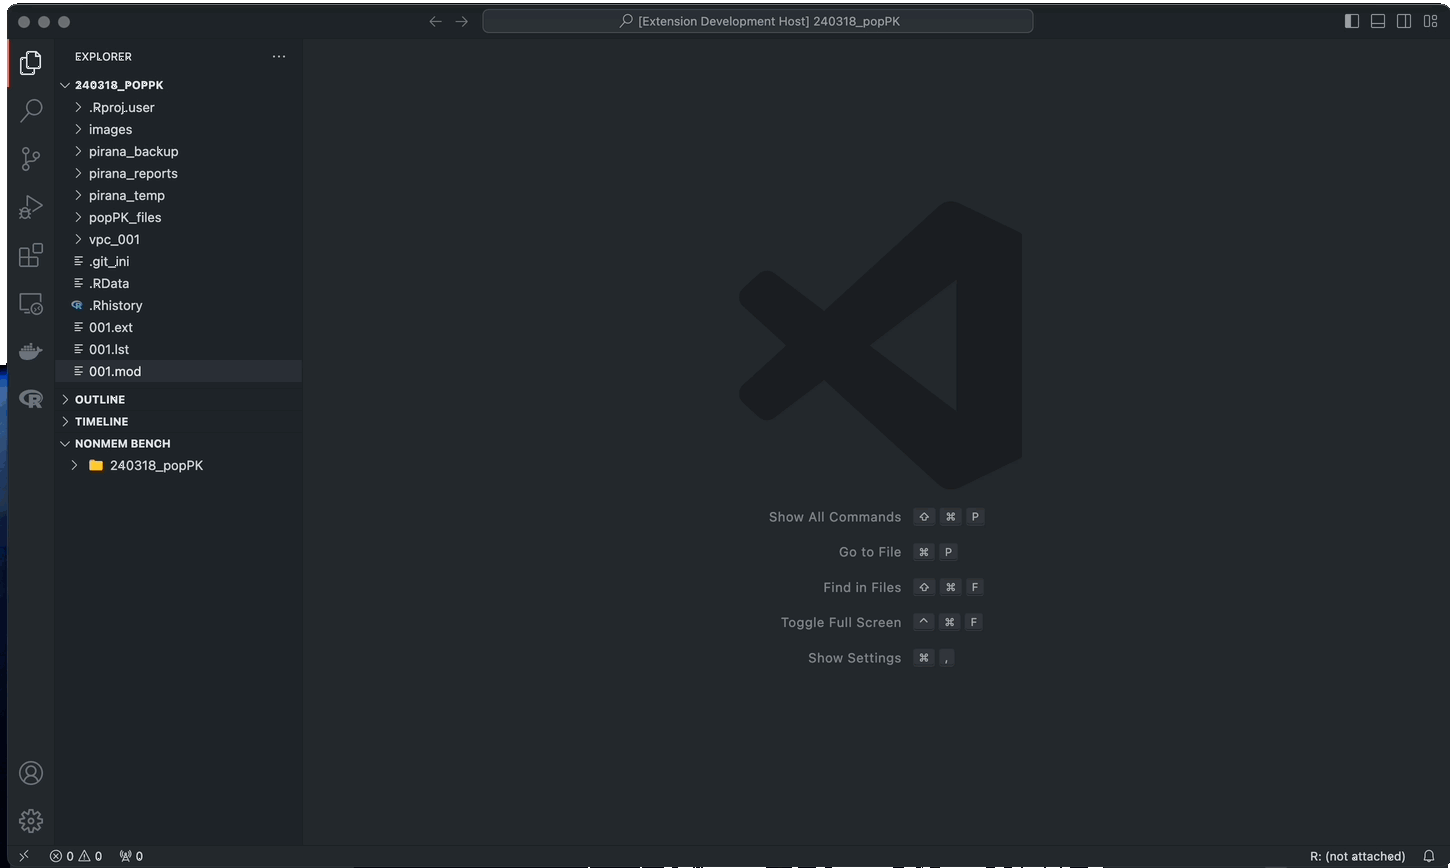 [Extension Development Host] 240318_popPK
EXPLORER
240318_POPPK
.Rproj.user
images
pirana_backup
pirana_reports
pirana_temp
popPK_files
vpc_001
.git_ini
.RData
R .Rhistory
001.ext
001.lst
001.mod
OUTLINE
TIMELINE
NONMEM BENCH
240318_popPK
Show All Commands ⇧ ⌘ P
Go to File ⌘ P
Find in Files ⇧ ⌘ F
Toggle Full Screen ^ ⌘ F
Show Settings ⌘ ,
0 0 0
R: (not attached)